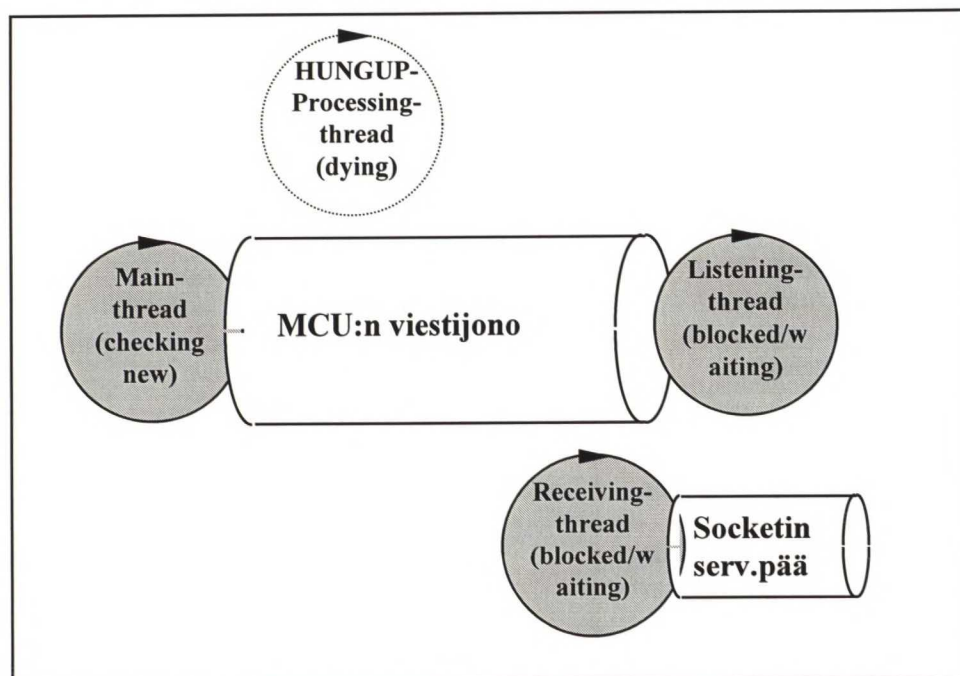 HUNGUP-
Processing-
thread
(dying)
Main-
thread
(checking
new)
MCU:n viestijono
Listening-
thread
(blocked/w
aiting)
Receiving-
thread
(blocked/w
aiting)
Socketin
serv.pää